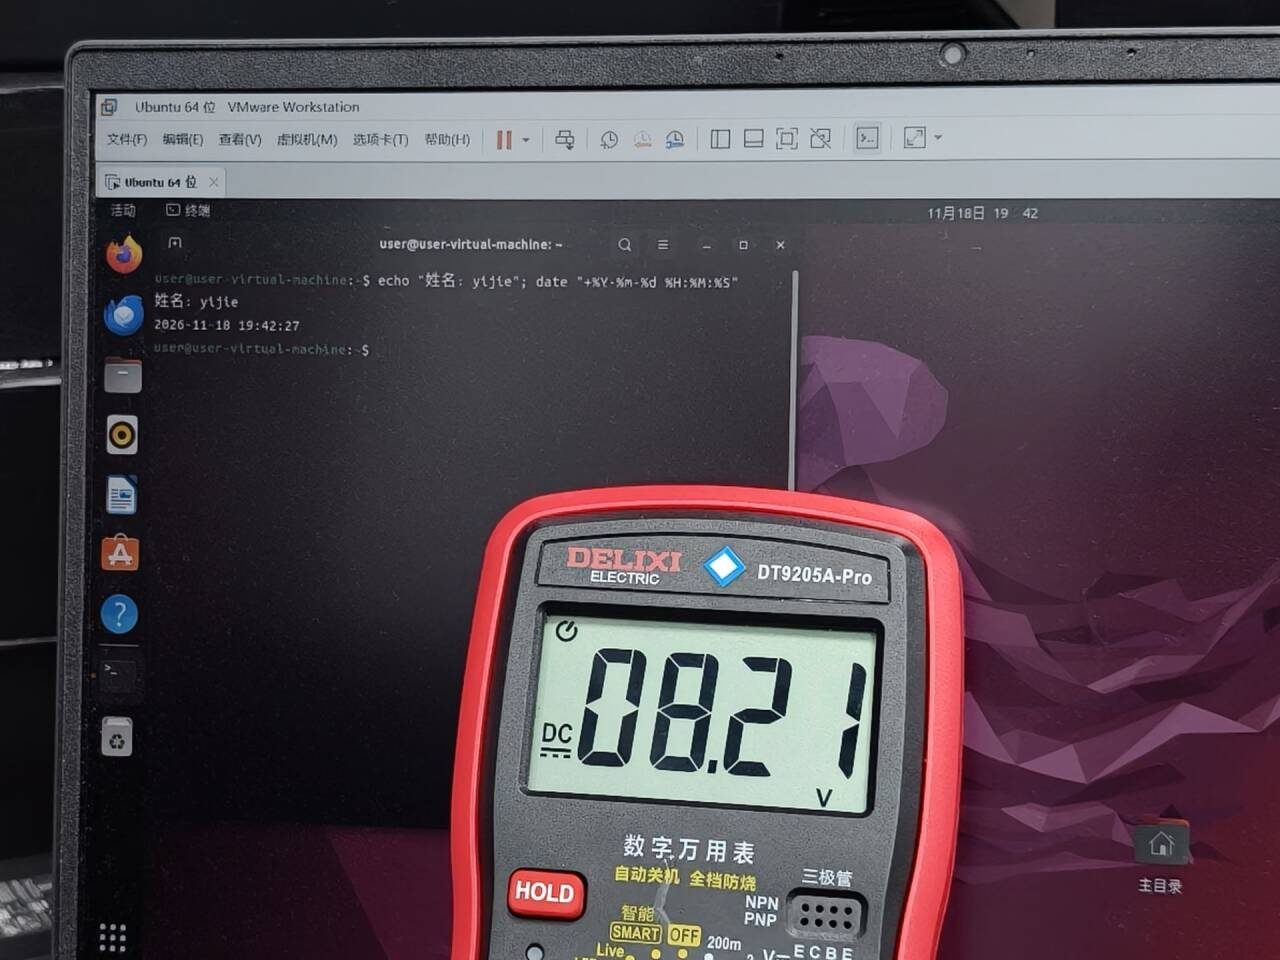 Ubuntu 64 位 VMware Workstation
文件(F) 编辑(E) 查看(V) 虚拟机(M) 选项卡(T) 帮助(H)
Ubuntu 64 位
活动 终端 11月18日 19 42
user@user-virtual-machine: ~
user@user-virtual-machine:~$ echo "姓名: yijie"; date "+%Y-%m-%d %H:%M:%S"
姓名: yijie
2026-11-18 19:42:27
user@user-virtual-machine:~$
DELIXI
ELECTRIC
DT9205A-Pro
DC 08.21 V
数字万用表
自动关机 全档防烧
三极管
HOLD
NPN
PNP
智能
SMART OFF 200m
Live
V
ECBE
主目录